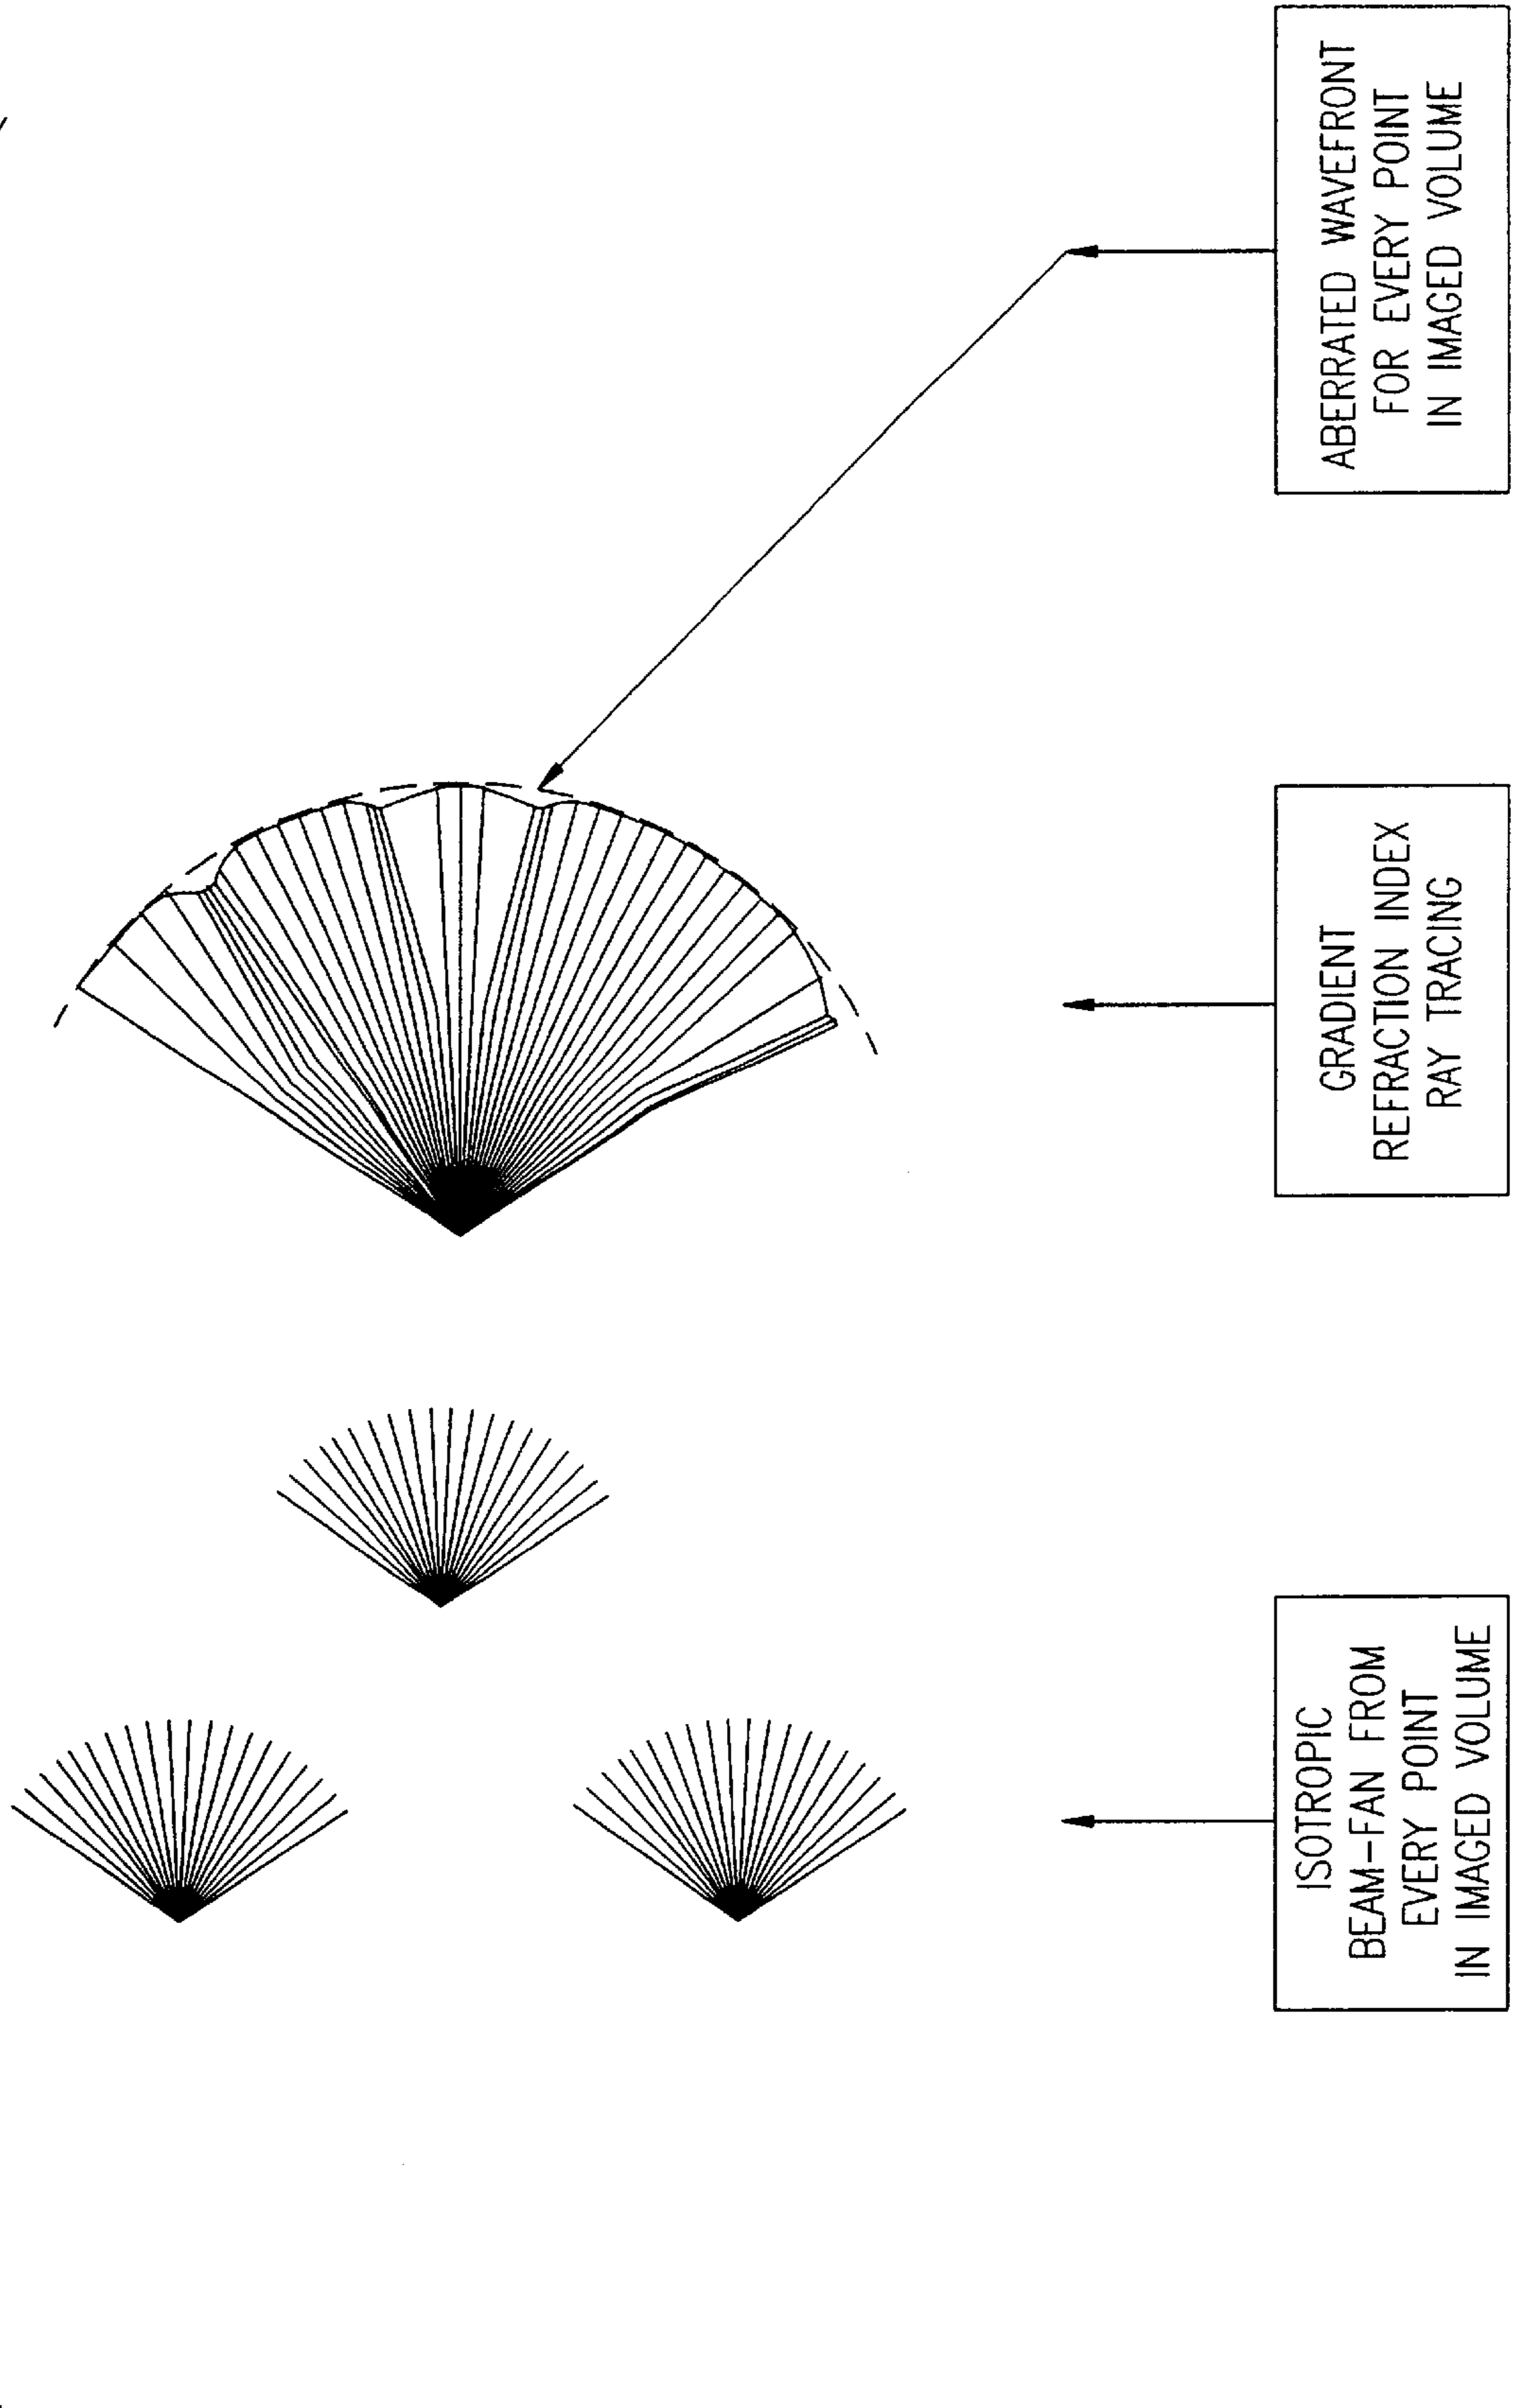 ISOTROPIC
BEAM-FAN FROM
EVERY POINT
IN IMAGED VOLUME
GRADIENT
REFRACTION INDEX
RAY TRACING
ABERRATED WAVEFRONT
FOR EVERY POINT
IN IMAGED VOLUME